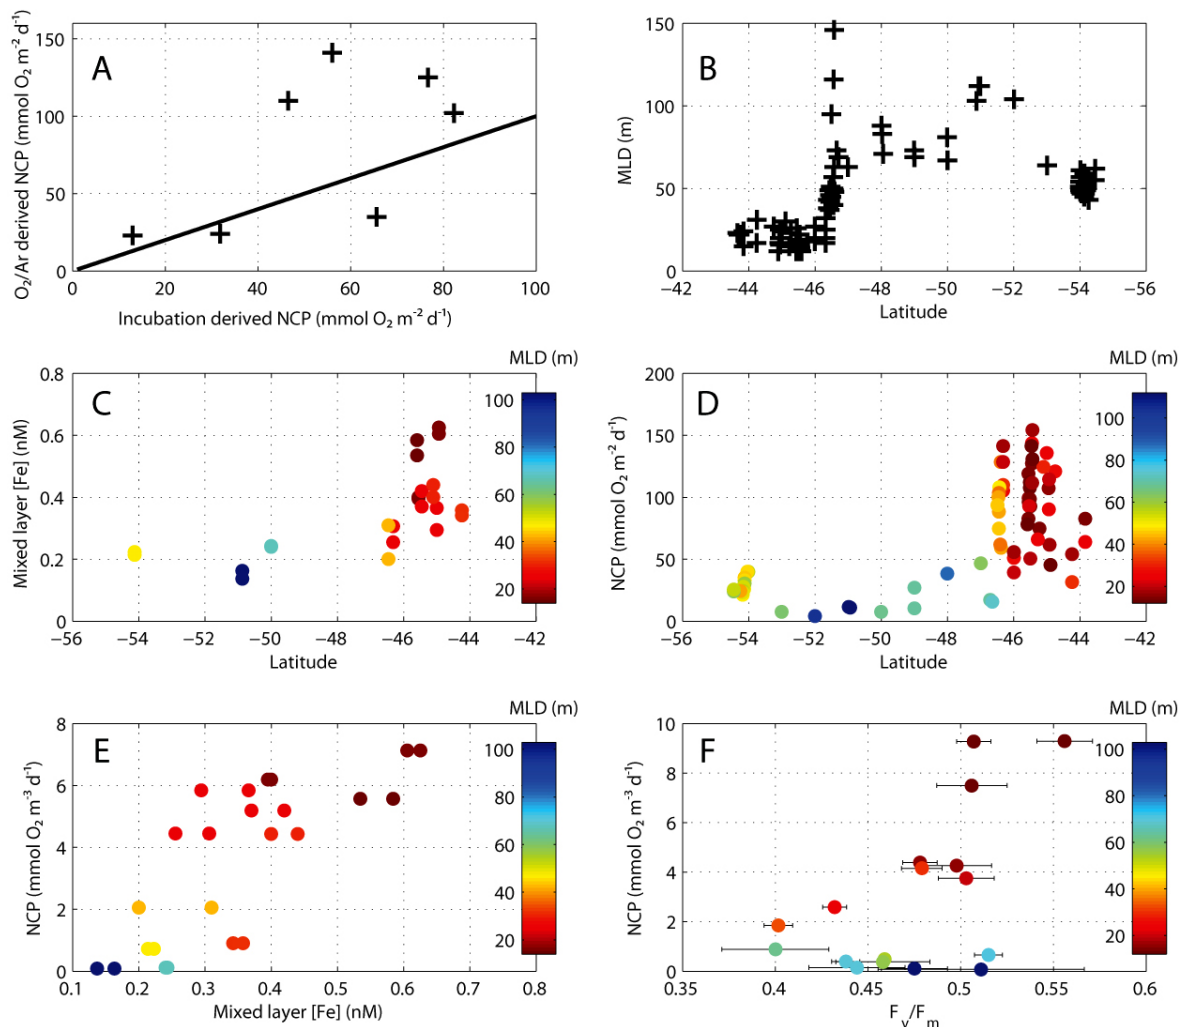 A
O₂/Ar derived NCP (mmol O₂ m⁻² d⁻¹)
150
100
50
0
0 20 40 60 80 100
Incubation derived NCP (mmol O₂ m⁻² d⁻¹)
B
MLD (m)
150
100
50
0
−42 −44 −46 −48 −50 −52 −54 −56
Latitude
C
MLD (m)
Mixed layer [Fe] (nM)
0.8
0.6
0.4
0.2
0
−56 −54 −52 −50 −48 −46 −44 −42
Latitude
100
80
60
40
20
D
MLD (m)
NCP (mmol O₂ m⁻² d⁻¹)
200
150
100
50
0
−56 −54 −52 −50 −48 −46 −44 −42
Latitude
100
80
60
40
20
E
MLD (m)
NCP (mmol O₂ m⁻³ d⁻¹)
8
6
4
2
0
0.1 0.2 0.3 0.4 0.5 0.6 0.7 0.8
Mixed layer [Fe] (nM)
100
80
60
40
20
F
MLD (m)
NCP (mmol O₂ m⁻³ d⁻¹)
10
8
6
4
2
0
0.35 0.4 0.45 0.5 0.55 0.6
Fᵥ/Fₘ
100
80
60
40
20